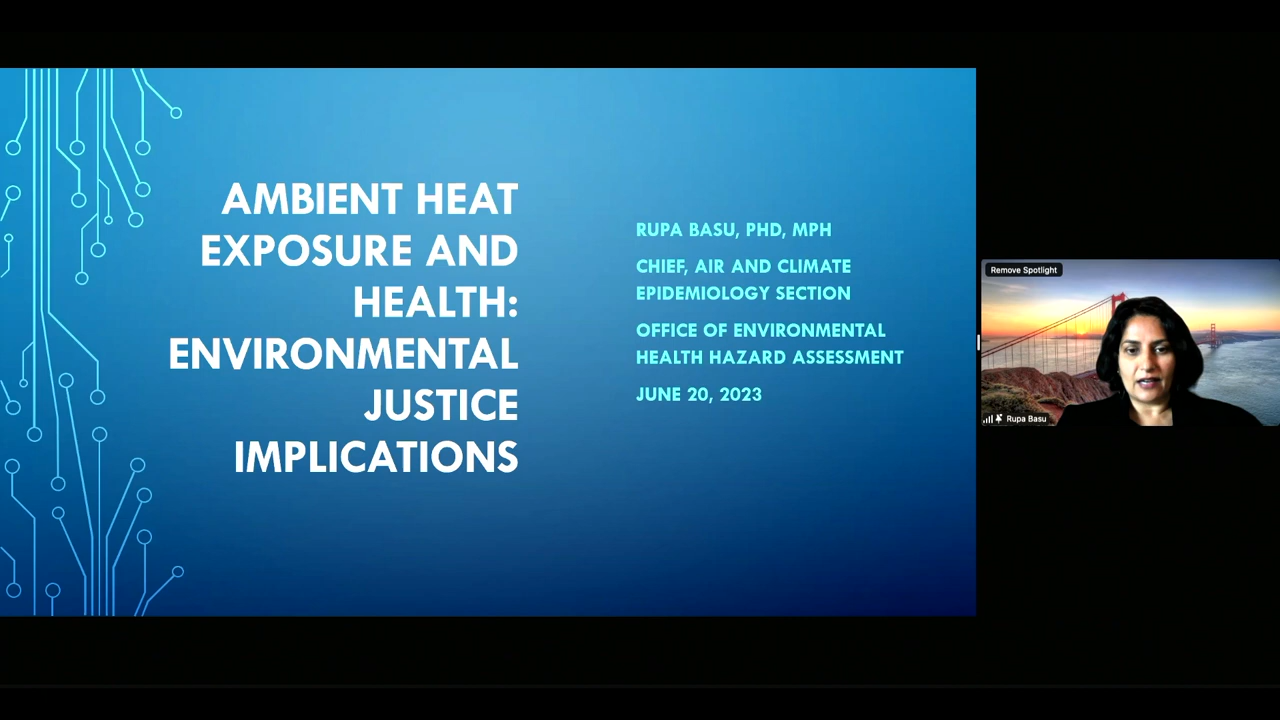 AMBIENT HEAT
EXPOSURE AND
HEALTH:
ENVIRONMENTAL
JUSTICE
IMPLICATIONS
RUPA BASU, PHD, MPH
CHIEF, AIR AND CLIMATE
EPIDEMIOLOGY SECTION
OFFICE OF ENVIRONMENTAL
HEALTH HAZARD ASSESSMENT
JUNE 20, 2023
Remove Spotlight
Rupa Basu